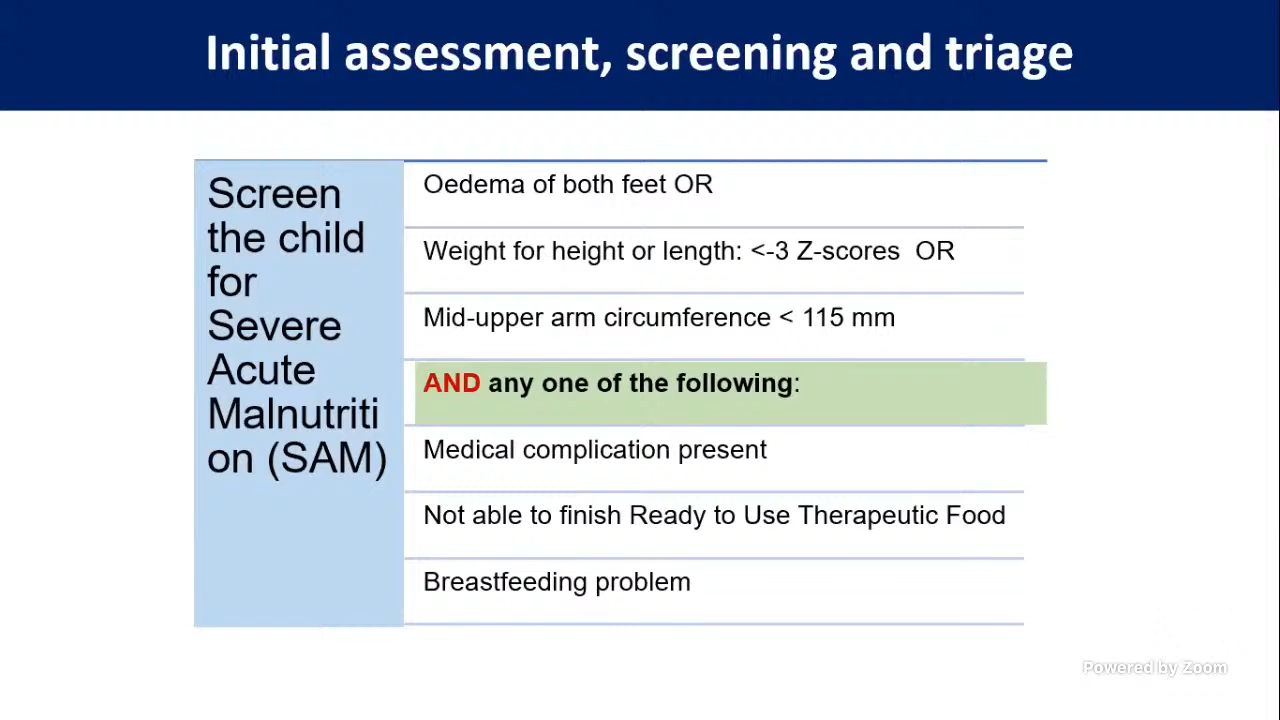 Initial assessment, screening and triage
Screen
the child
for
Severe
Acute
Malnutriti
on (SAM)
Oedema of both feet OR
Weight for height or length: <-3 Z-scores  OR
Mid-upper arm circumference < 115 mm
AND any one of the following:
Medical complication present
Not able to finish Ready to Use Therapeutic Food
Breastfeeding problem
Powered by Zoom